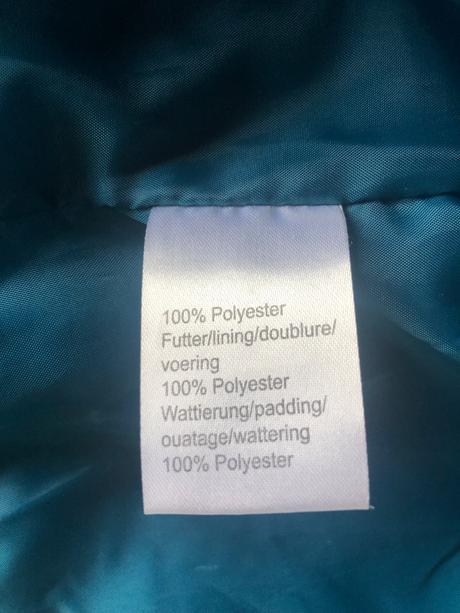 100% Polyester
Futter/lining/doublure/
voering
100% Polyester
Wattierung/padding/
ouatage/wattering
100% Polyester